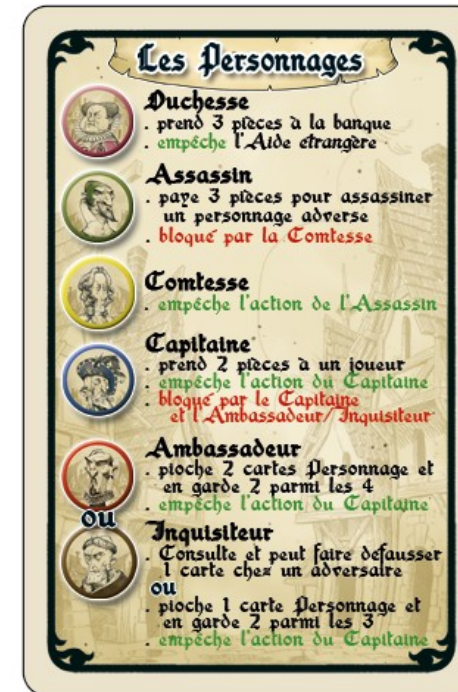 Les Personnages
Duchesse
. prend 3 pièces à la banque
. empêche l'Aide étrangère
Assassin
. paye 3 pièces pour assassiner
un personnage adverse
. bloqué par la Comtesse
Comtesse
. empêche l'action de l'Assassin
Capitaine
. prend 2 pièces à un joueur
. empêche l'action du Capitaine
. bloqué par le Capitaine
et l'Ambassadeur/Inquisiteur
Ambassadeur
. pioche 2 cartes Personnage et
en garde 2 parmi les 4
. empêche l'action du Capitaine
ou
Inquisiteur
. Consulte et peut faire défausser
1 carte chez un adversaire
ou
. pioche 1 carte Personnage et
en garde 2 parmi les 3
. empêche l'action du Capitaine